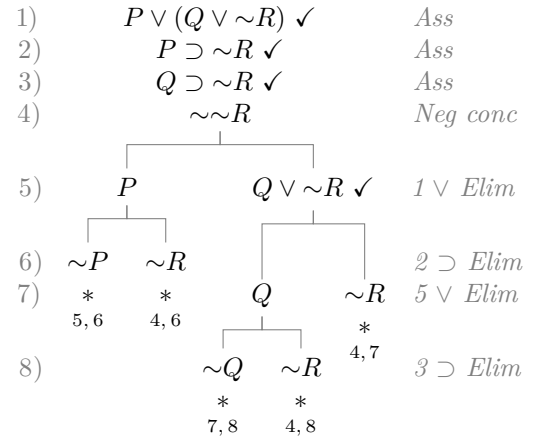 1) P ∨ (Q ∨ ∼R) ✓ Ass
2) P ⊃ ∼R ✓ Ass
3) Q ⊃ ∼R ✓ Ass
4) ∼∼R Neg conc
5) P Q ∨ ∼R ✓ 1 ∨ Elim
6) ∼P ∼R 2 ⊃ Elim
7) * * Q ∼R 5 ∨ Elim
5, 6 4, 6 *
4, 7
8) ∼Q ∼R 3 ⊃ Elim
* *
7, 8 4, 8